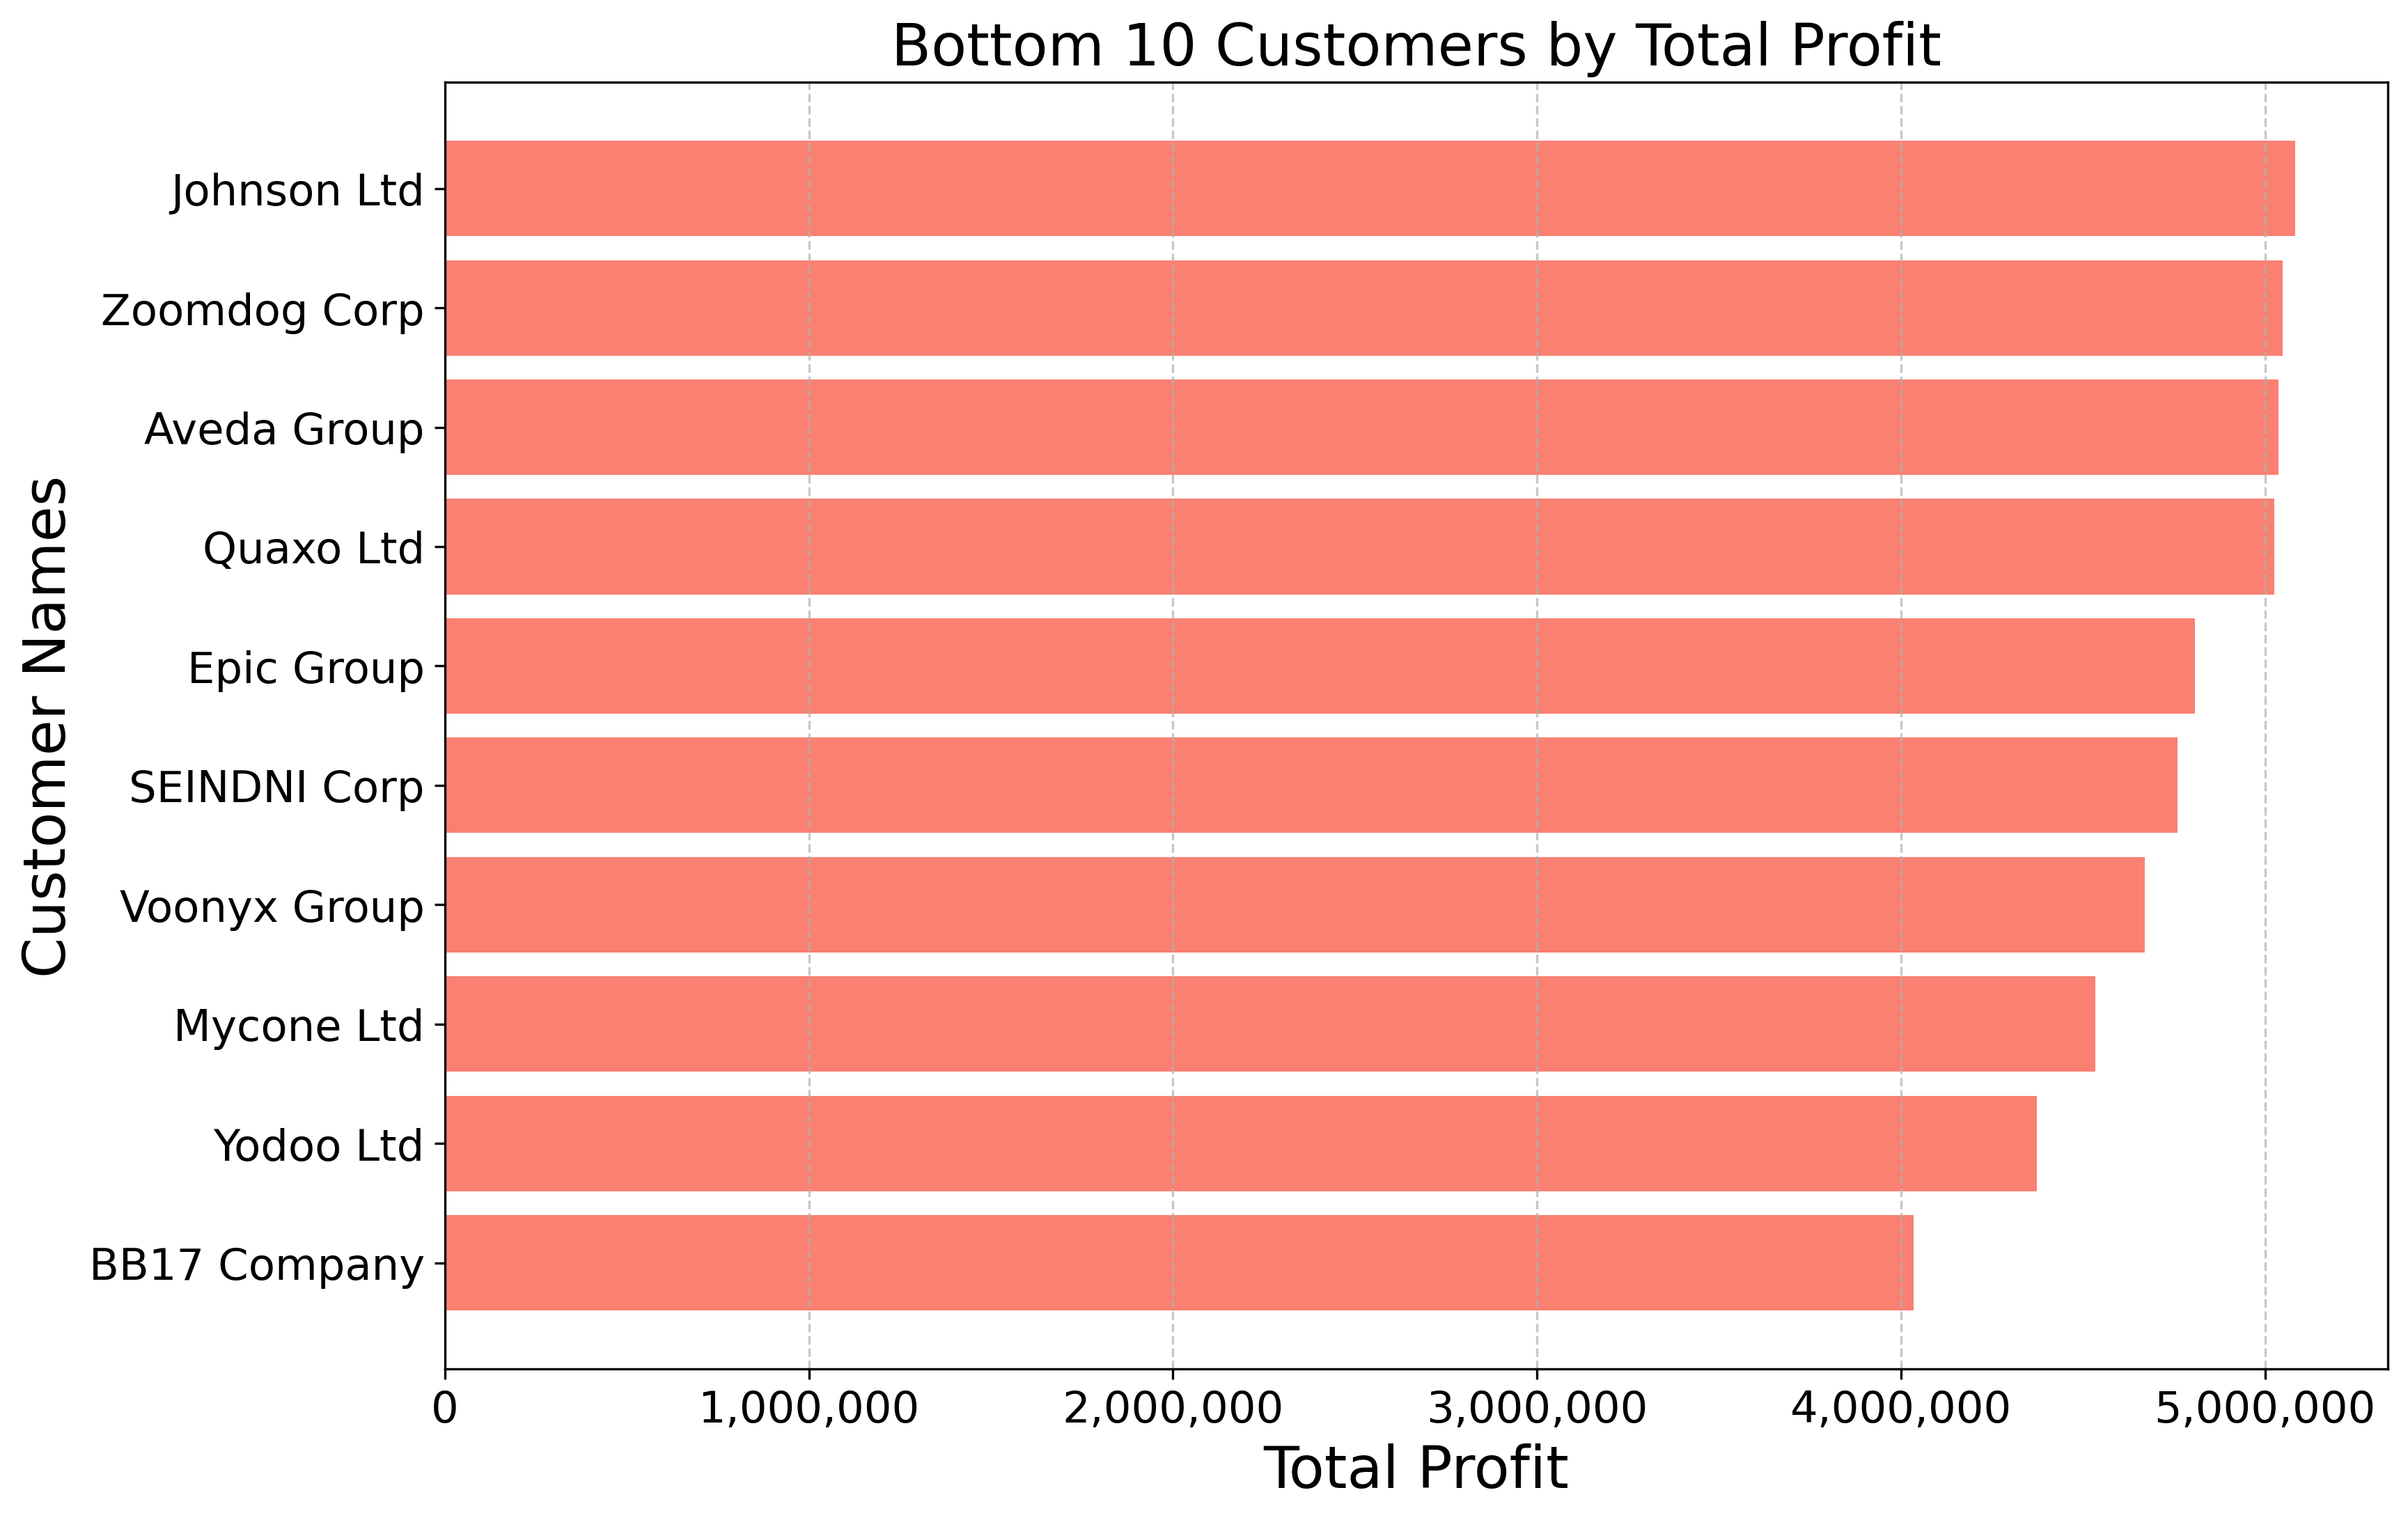 Bottom 10 Customers by Total Profit
Customer Names
Johnson Ltd
Zoomdog Corp
Aveda Group
Quaxo Ltd
Epic Group
SEINDNI Corp
Voonyx Group
Mycone Ltd
Yodoo Ltd
BB17 Company
0 1,000,000 2,000,000 3,000,000 4,000,000 5,000,000
Total Profit